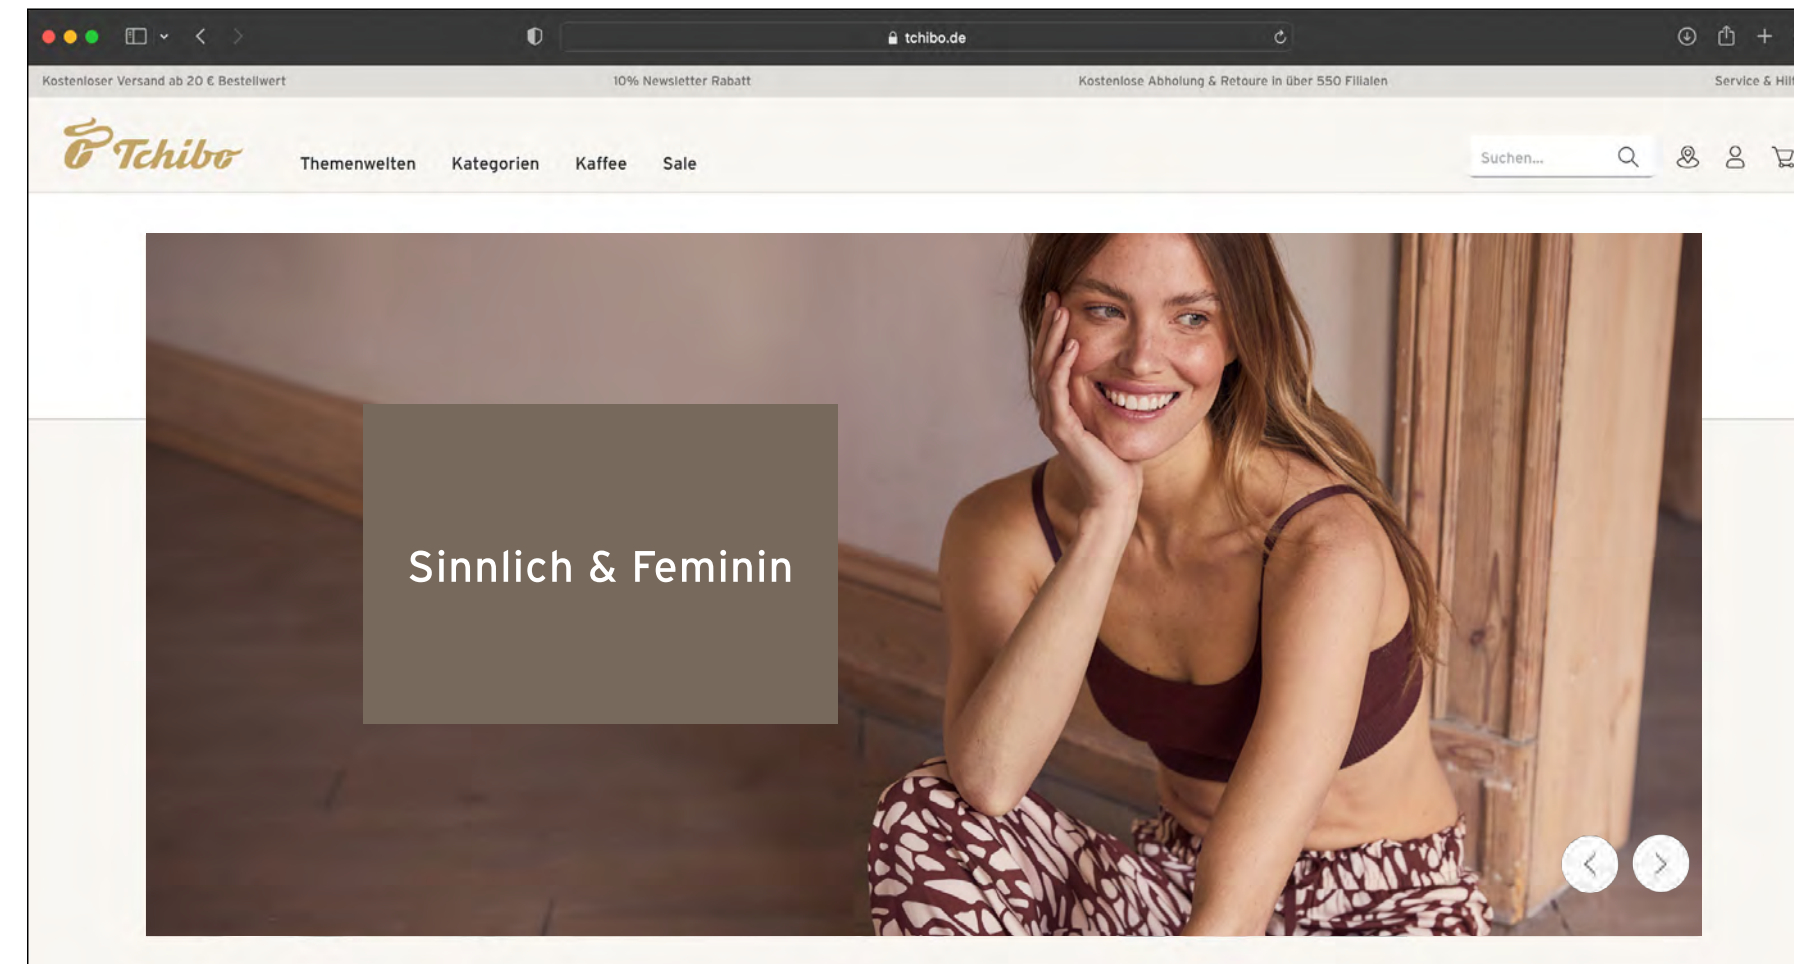 tchibo.de
Kostenloser Versand ab 20 € Bestellwert
10% Newsletter Rabatt
Kostenlose Abholung & Retoure in über 550 Filialen
Service & Hilf
Tchibo
Themenwelten
Kategorien
Kaffee
Sale
Suchen...
Sinnlich & Feminin